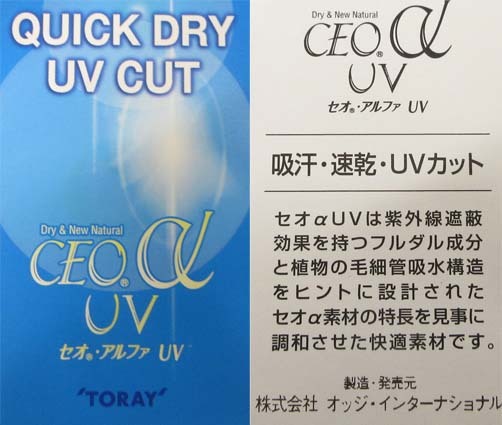 QUICK DRY
UV CUT
Dry & New Natural
CEO® α
UV
セオ®・アルファ UV
'TORAY'
Dry & New Natural
CEO® α
UV
セオ®・アルファ UV
吸汗・速乾・UVカット
セオαUVは紫外線遮蔽
効果を持つフルダル成分
と植物の毛細管吸水構造
をヒントに設計された
セオα素材の特長を見事に
調和させた快適素材です。
製造・発売元
株式会社 オッジ・インターナショナル